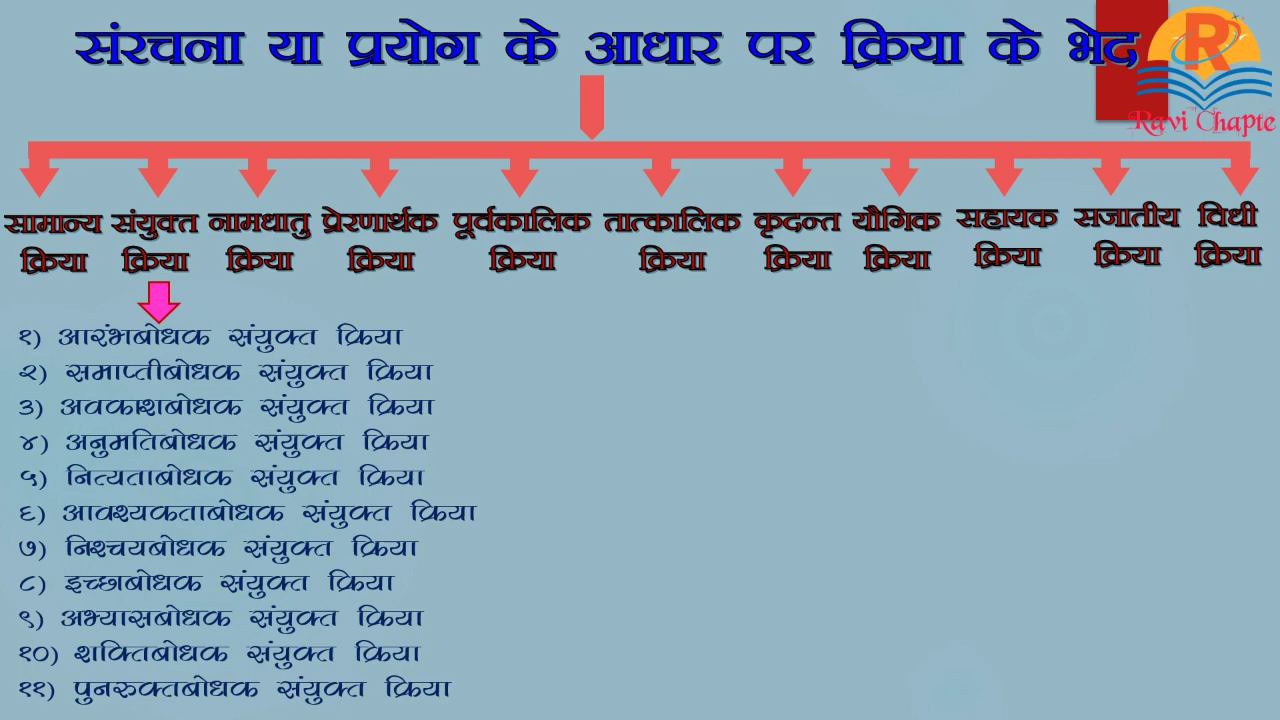 संरचना या प्रयोग के आधार पर क्रिया के भेद
R
Ravi Chapte
सामान्य संयुक्त नामधातु प्रेरणार्थक पूर्वकालिक तात्कालिक कृदन्त यौगिक सहायक सजातीय विधी
क्रिया क्रिया क्रिया क्रिया क्रिया क्रिया क्रिया क्रिया क्रिया क्रिया क्रिया
१) आरंभबोधक संयुक्त क्रिया
२) समाप्तीबोधक संयुक्त क्रिया
३) अवकाशबोधक संयुक्त क्रिया
४) अनुमतिबोधक संयुक्त क्रिया
५) नित्यताबोधक संयुक्त क्रिया
६) आवश्यकताबोधक संयुक्त क्रिया
७) निश्चयबोधक संयुक्त क्रिया
८) इच्छाबोधक संयुक्त क्रिया
९) अभ्यासबोधक संयुक्त क्रिया
१०) शक्तिबोधक संयुक्त क्रिया
११) पुनरुक्तबोधक संयुक्त क्रिया